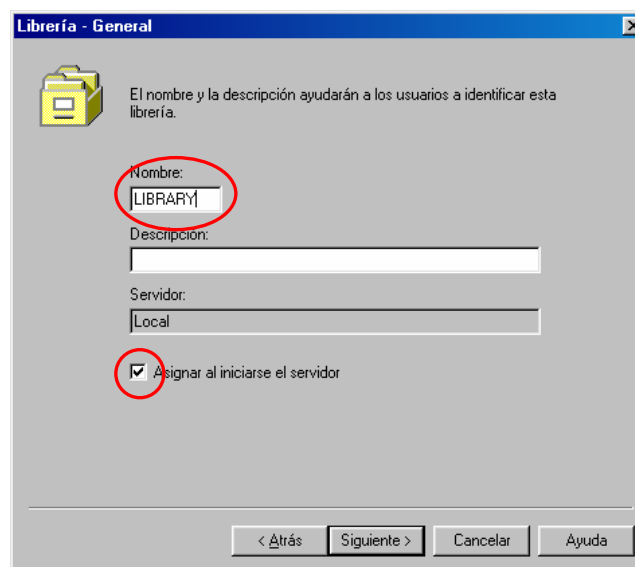 Librería - General
El nombre y la descripción ayudarán a los usuarios a identificar esta
librería.
Nombre:
LIBRARY
Descripción:
Servidor:
Local
Asignar al iniciarse el servidor
< Atrás
Siguiente >
Cancelar
Ayuda